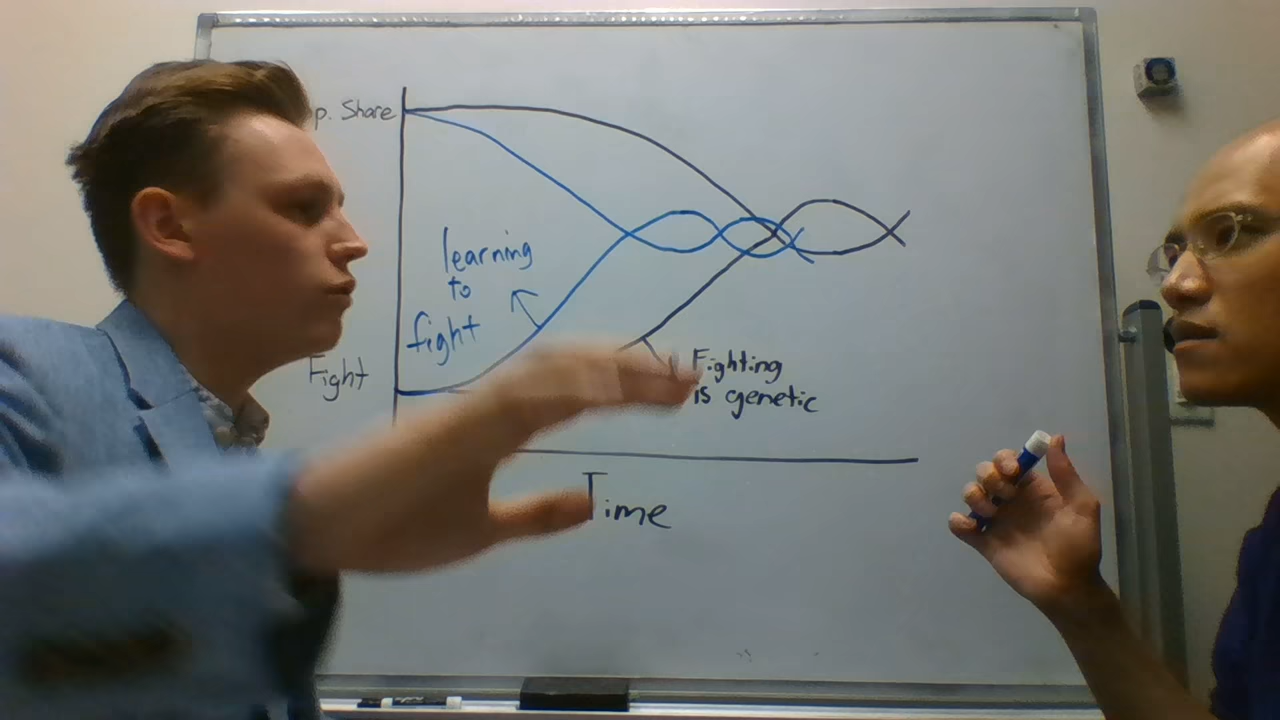 p. Share
learning
to
fight
Fight
Fighting
is genetic
Time